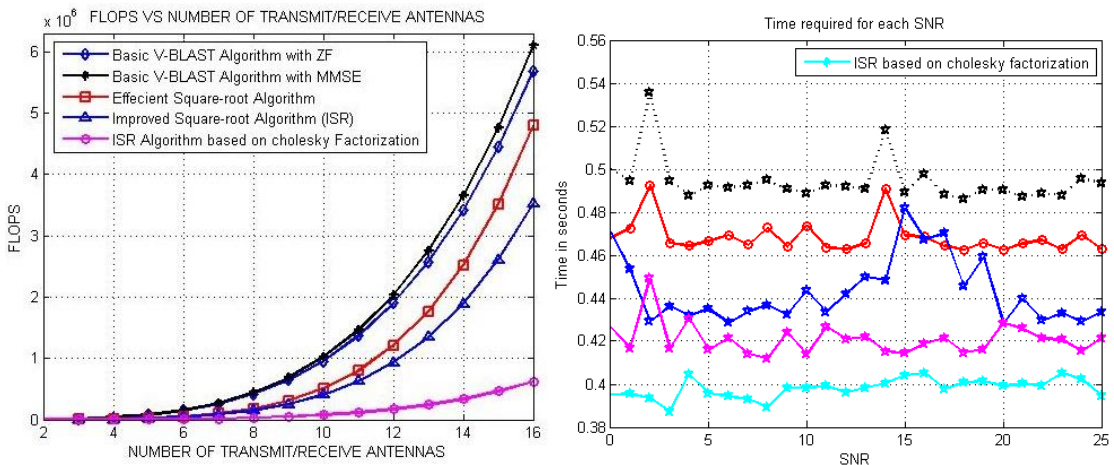 FLOPS VS NUMBER OF TRANSMIT/RECEIVE ANTENNAS
x 10^6
Basic V-BLAST Algorithm with ZF
Basic V-BLAST Algorithm with MMSE
Effecient Square-root Algorithm
Improved Square-root Algorithm (ISR)
ISR Algorithm based on cholesky Factorization
6
5
4
3
2
1
0
FLOPS
2 4 6 8 10 12 14 16
NUMBER OF TRANSMIT/RECEIVE ANTENNAS
Time required for each SNR
ISR based on cholesky factorization
0.56
0.54
0.52
0.5
0.48
0.46
0.44
0.42
0.4
0.38
Time in seconds
0 5 10 15 20 25
SNR